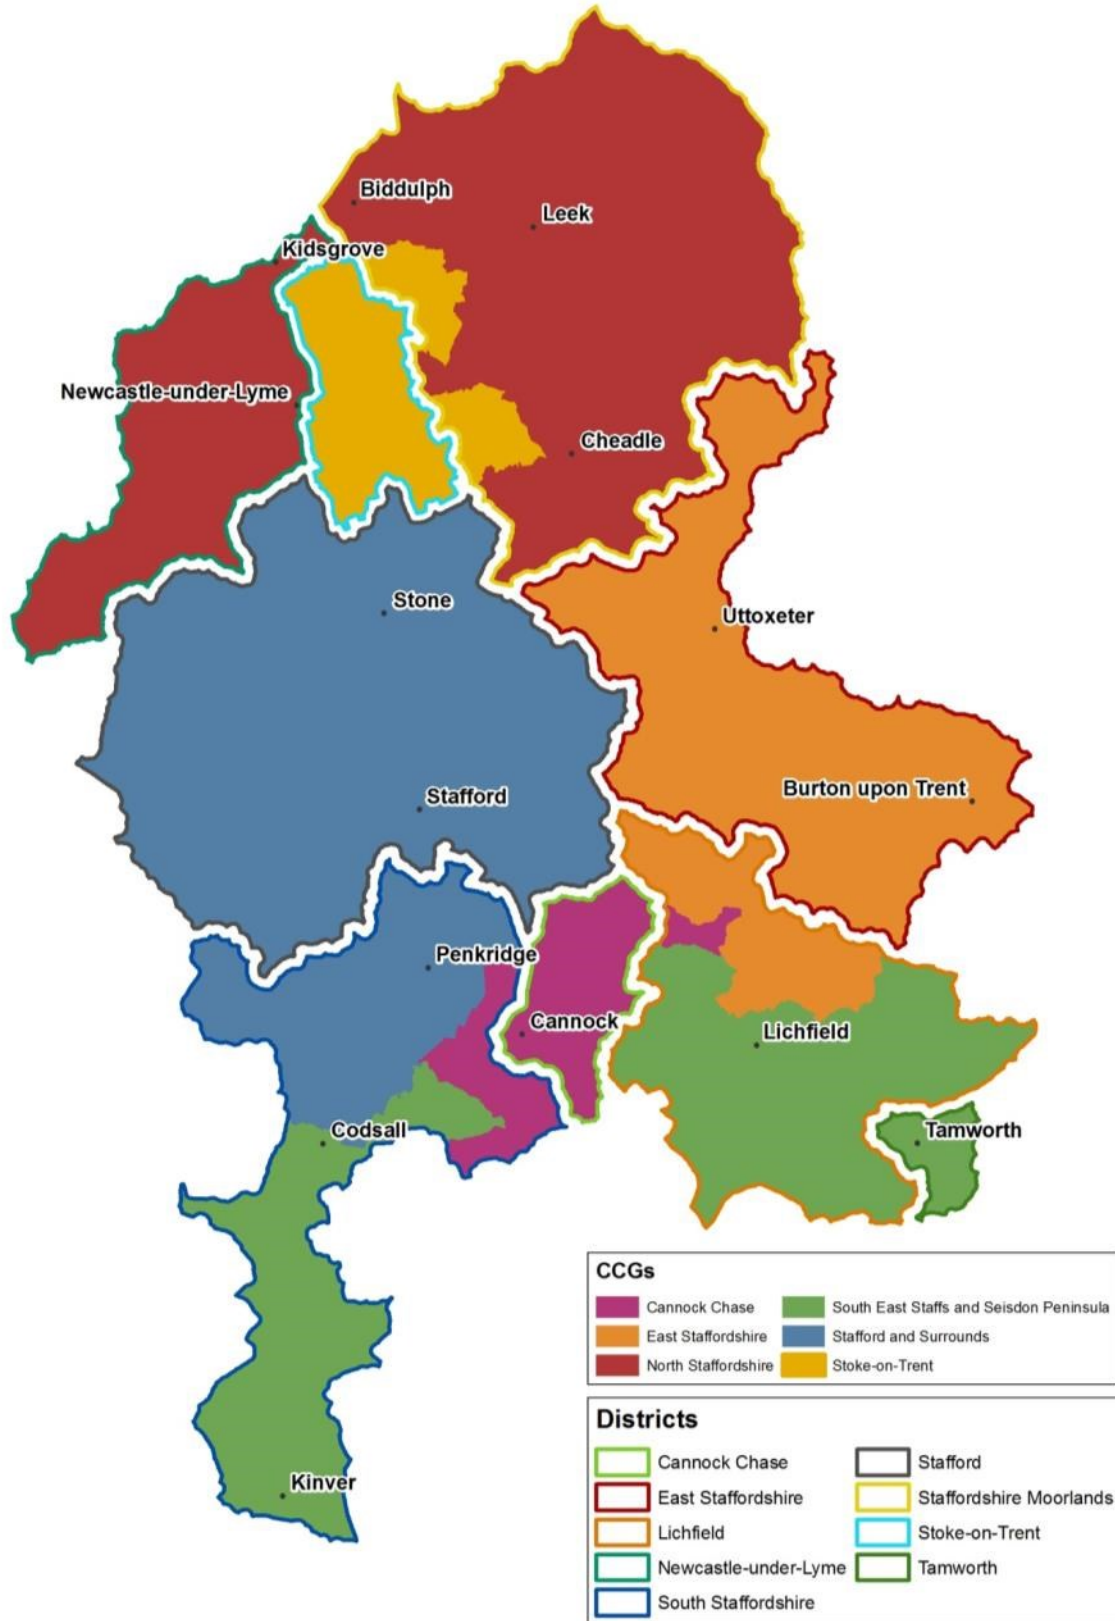 Biddulph
Leek
Kidsgrove
Newcastle-under-Lyme
Cheadle
Stone
Uttoxeter
Stafford
Burton upon Trent
Penkridge
Cannock
Lichfield
Codsall
Tamworth
Kinver
CCGs
Cannock Chase
South East Staffs and Seisdon Peninsula
East Staffordshire
Stafford and Surrounds
North Staffordshire
Stoke-on-Trent
Districts
Cannock Chase
Stafford
East Staffordshire
Staffordshire Moorlands
Lichfield
Stoke-on-Trent
Newcastle-under-Lyme
Tamworth
South Staffordshire